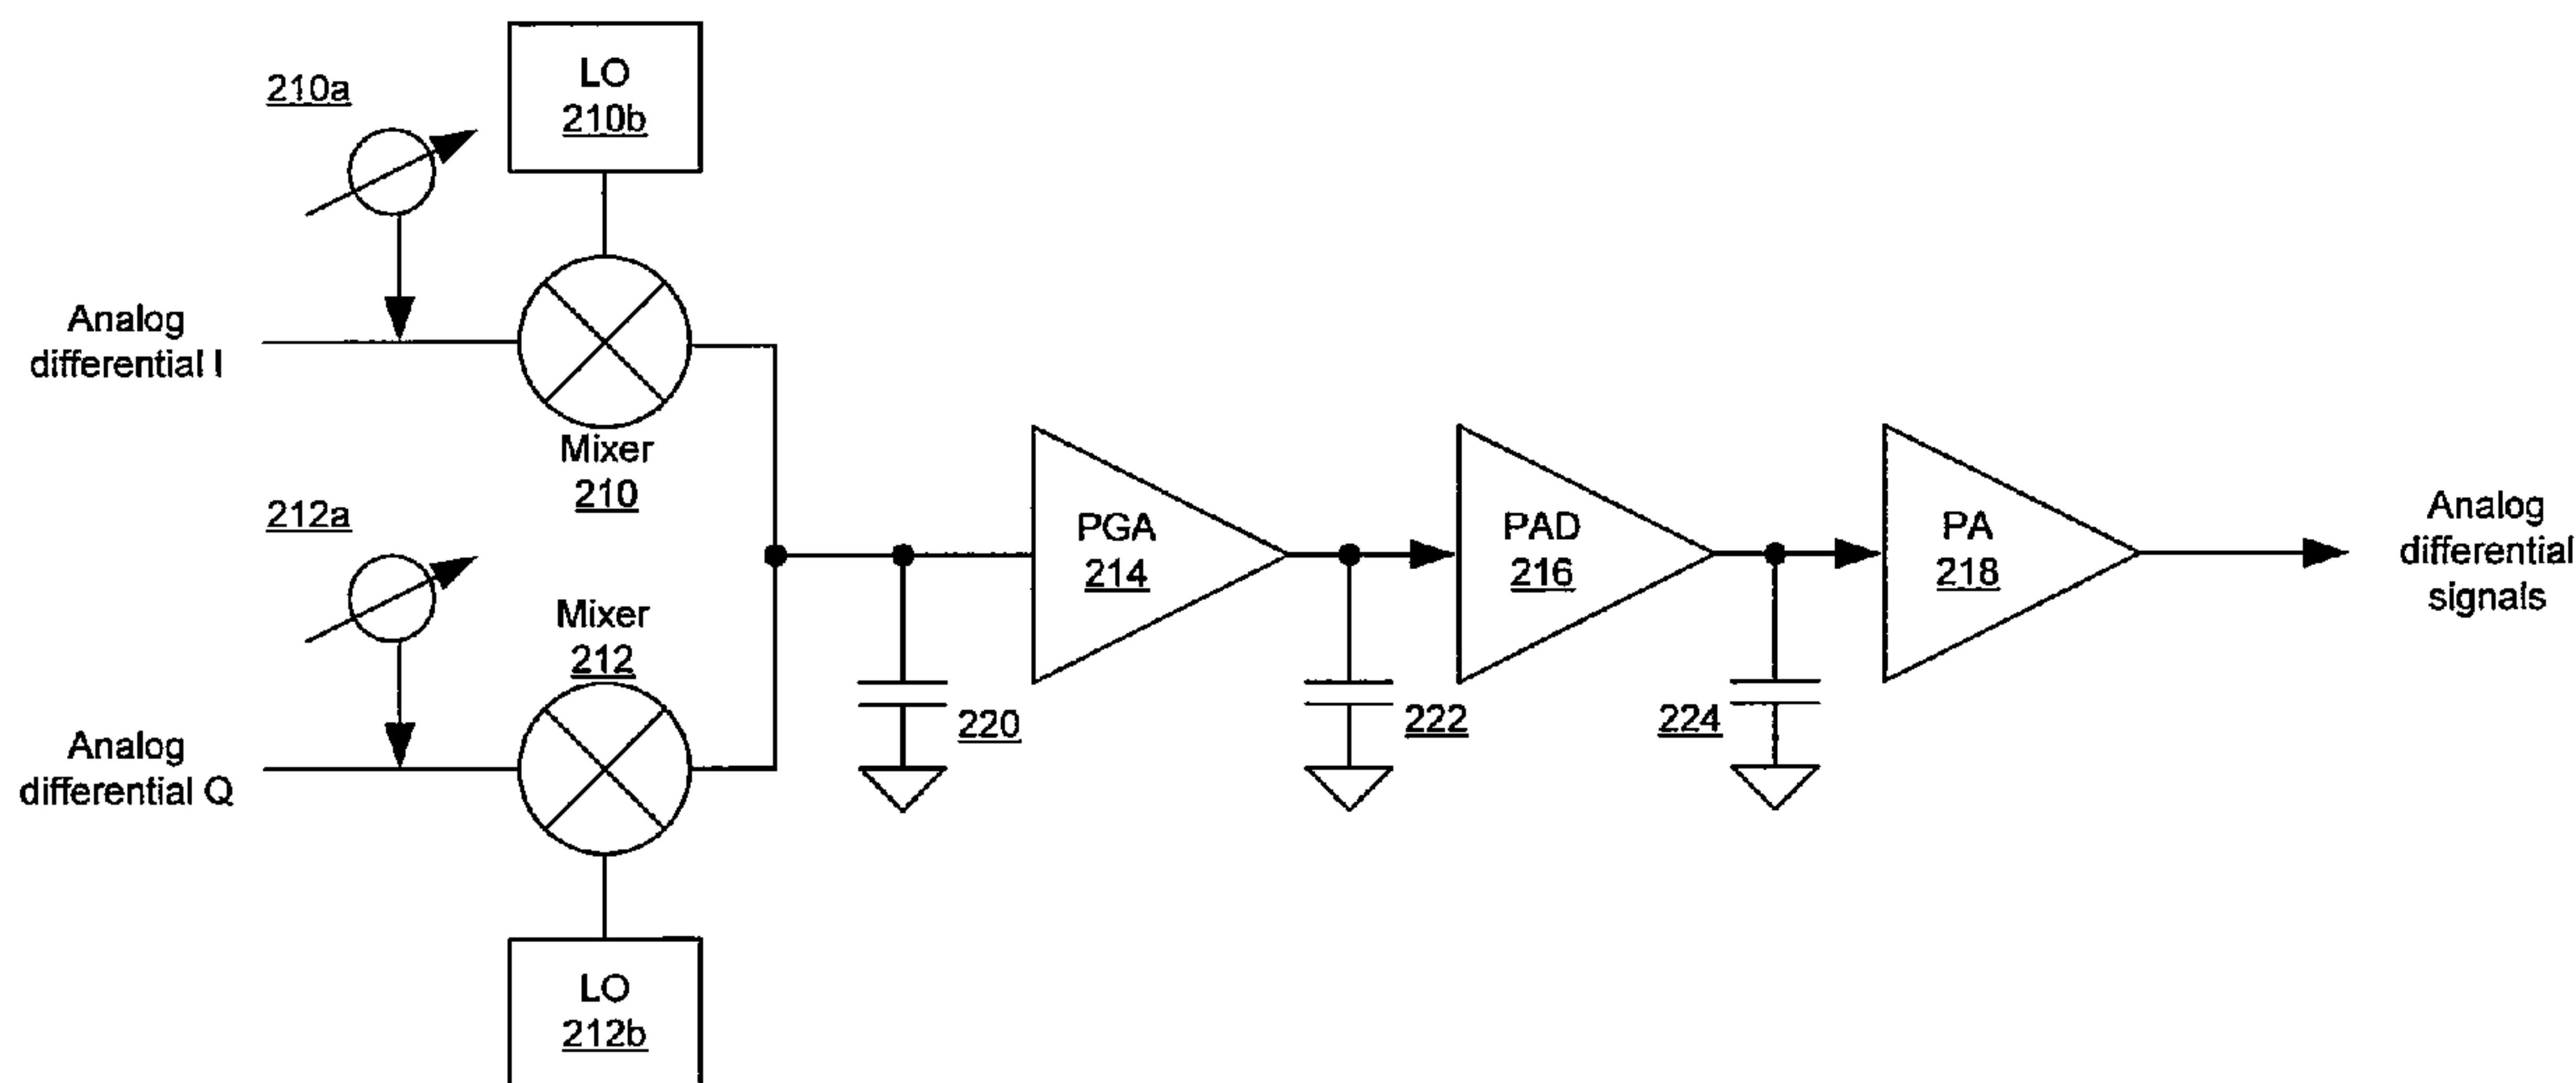 LO
210b
210a
Analog
differential I
Mixer
210
212a
Mixer
212
Analog
differential Q
LO
212b
PGA
214
PAD
216
PA
218
220
222
224
Analog
differential
signals